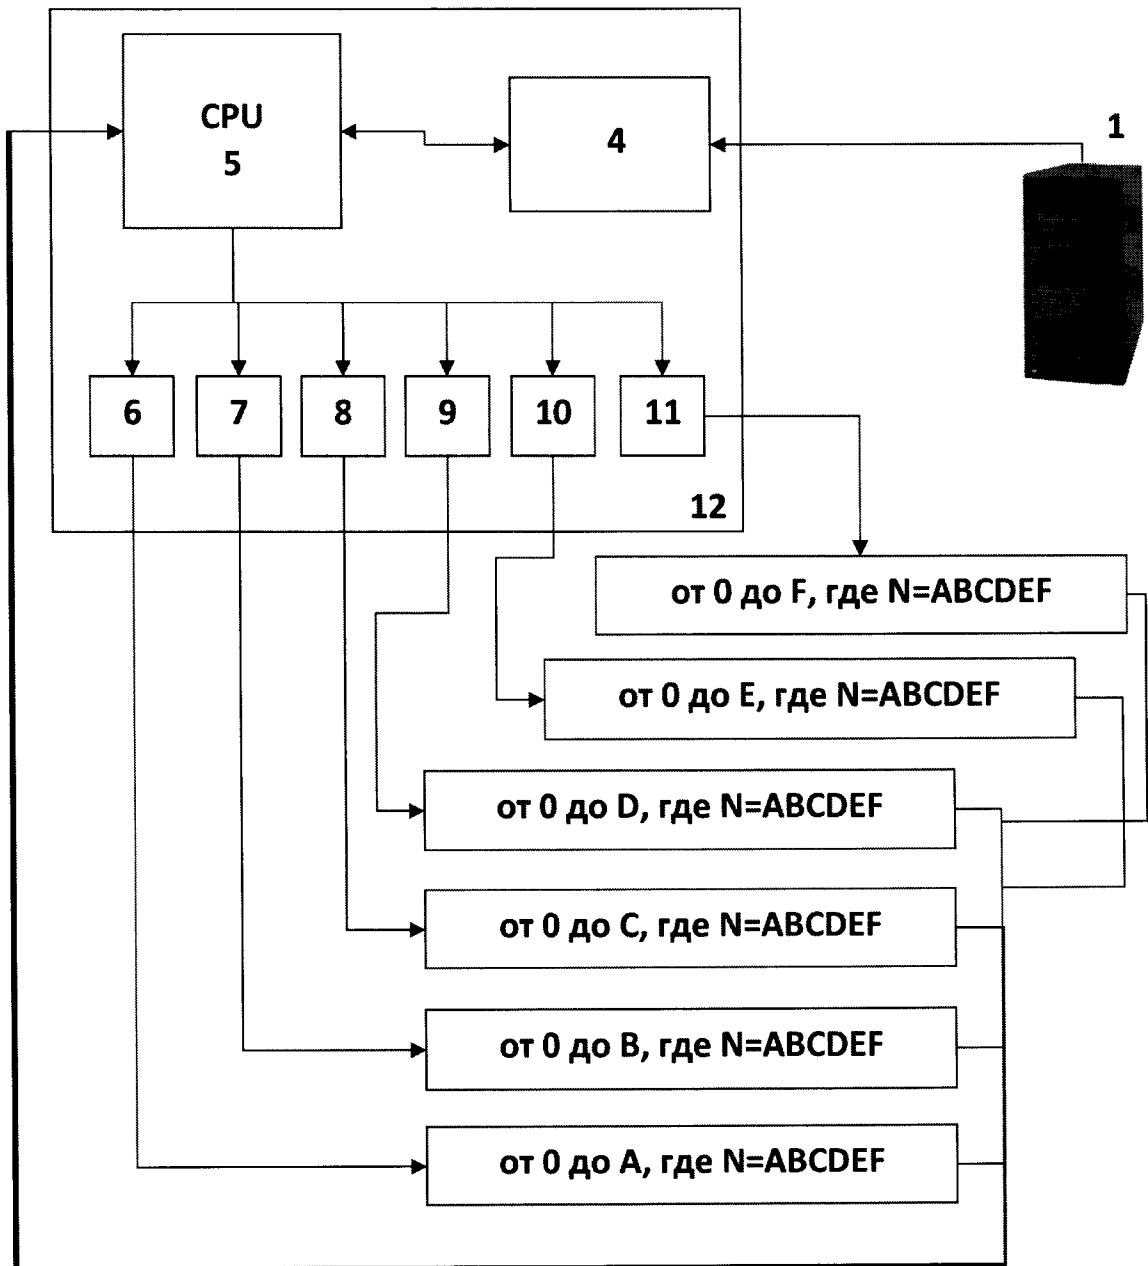 CPU
5
4
1
6
7
8
9
10
11
12
от 0 до F, где N=ABCDEF
от 0 до E, где N=ABCDEF
от 0 до D, где N=ABCDEF
от 0 до C, где N=ABCDEF
от 0 до B, где N=ABCDEF
от 0 до A, где N=ABCDEF